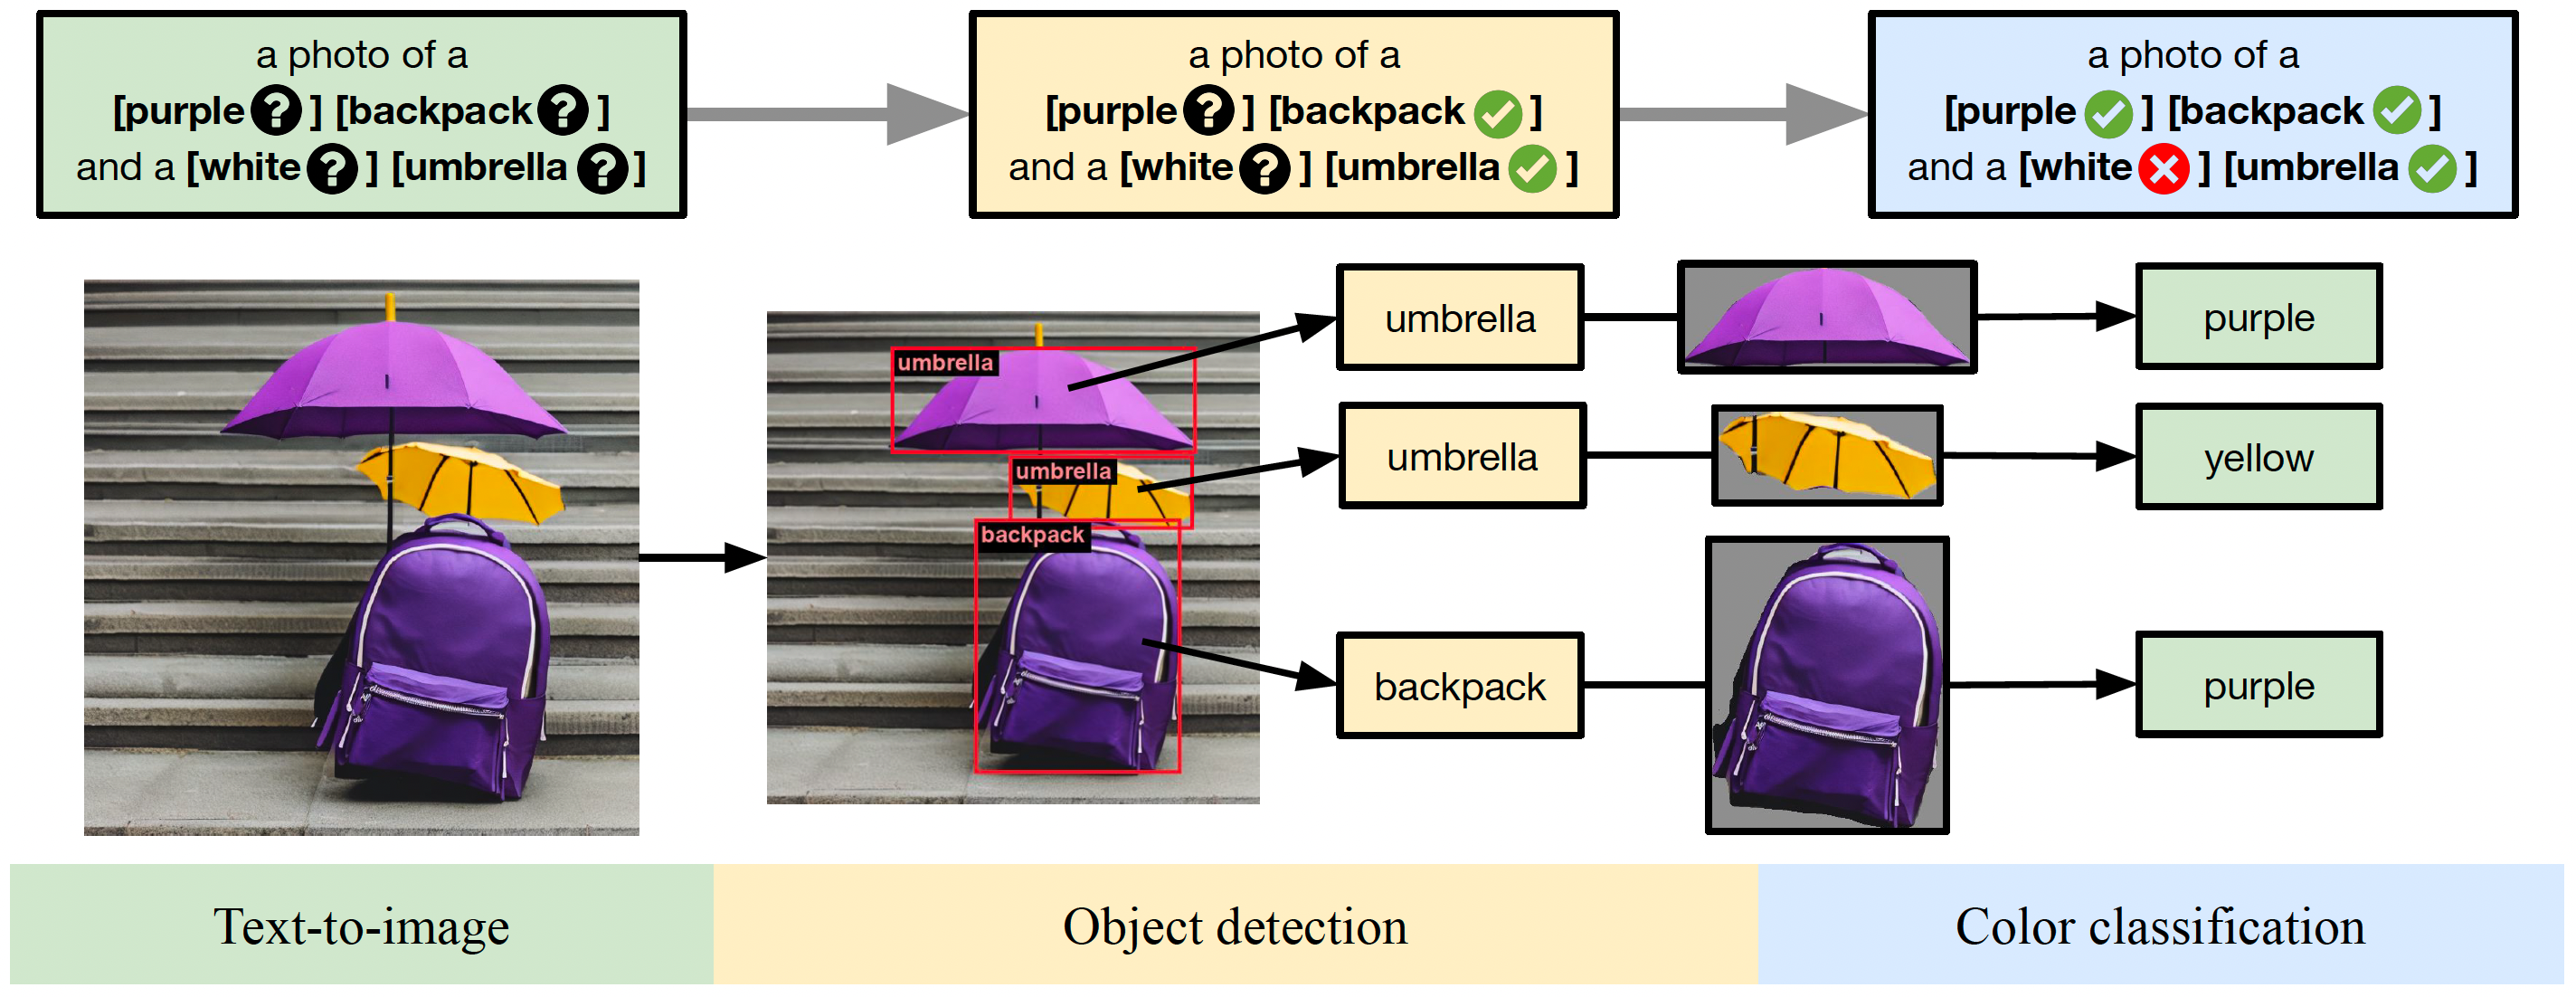 a photo of a
[purple ? ] [backpack ? ]
and a [white ? ] [umbrella ? ]
a photo of a
[purple ? ] [backpack ✓ ]
and a [white ? ] [umbrella ✓ ]
a photo of a
[purple ✓ ] [backpack ✓ ]
and a [white ✗ ] [umbrella ✓ ]
umbrella
umbrella
backpack
umbrella
purple
umbrella
yellow
backpack
purple
Text-to-image
Object detection
Color classification